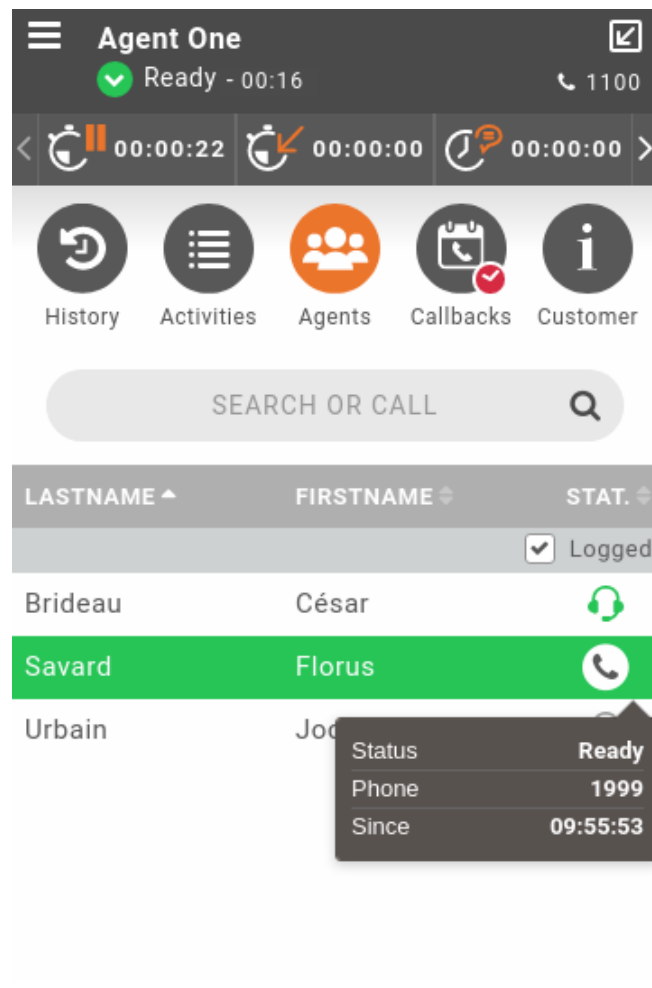 Agent One
Ready - 00:16
1100
00:00:22 00:00:00 00:00:00
History Activities Agents Callbacks Customer
SEARCH OR CALL
LASTNAME FIRSTNAME STAT.
Logged
Brideau César
Savard Florus
Urbain
Status Ready
Phone 1999
Since 09:55:53